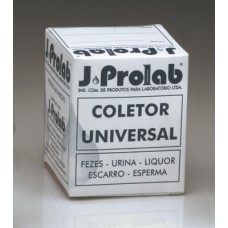 J Prolab
IND. COM. DE PRODUTOS PARA LABORATÓRIO LTDA.
COLETOR
UNIVERSAL
FEZES - URINA - LIQUOR
ESCARRO - ESPERMA
J Prolab